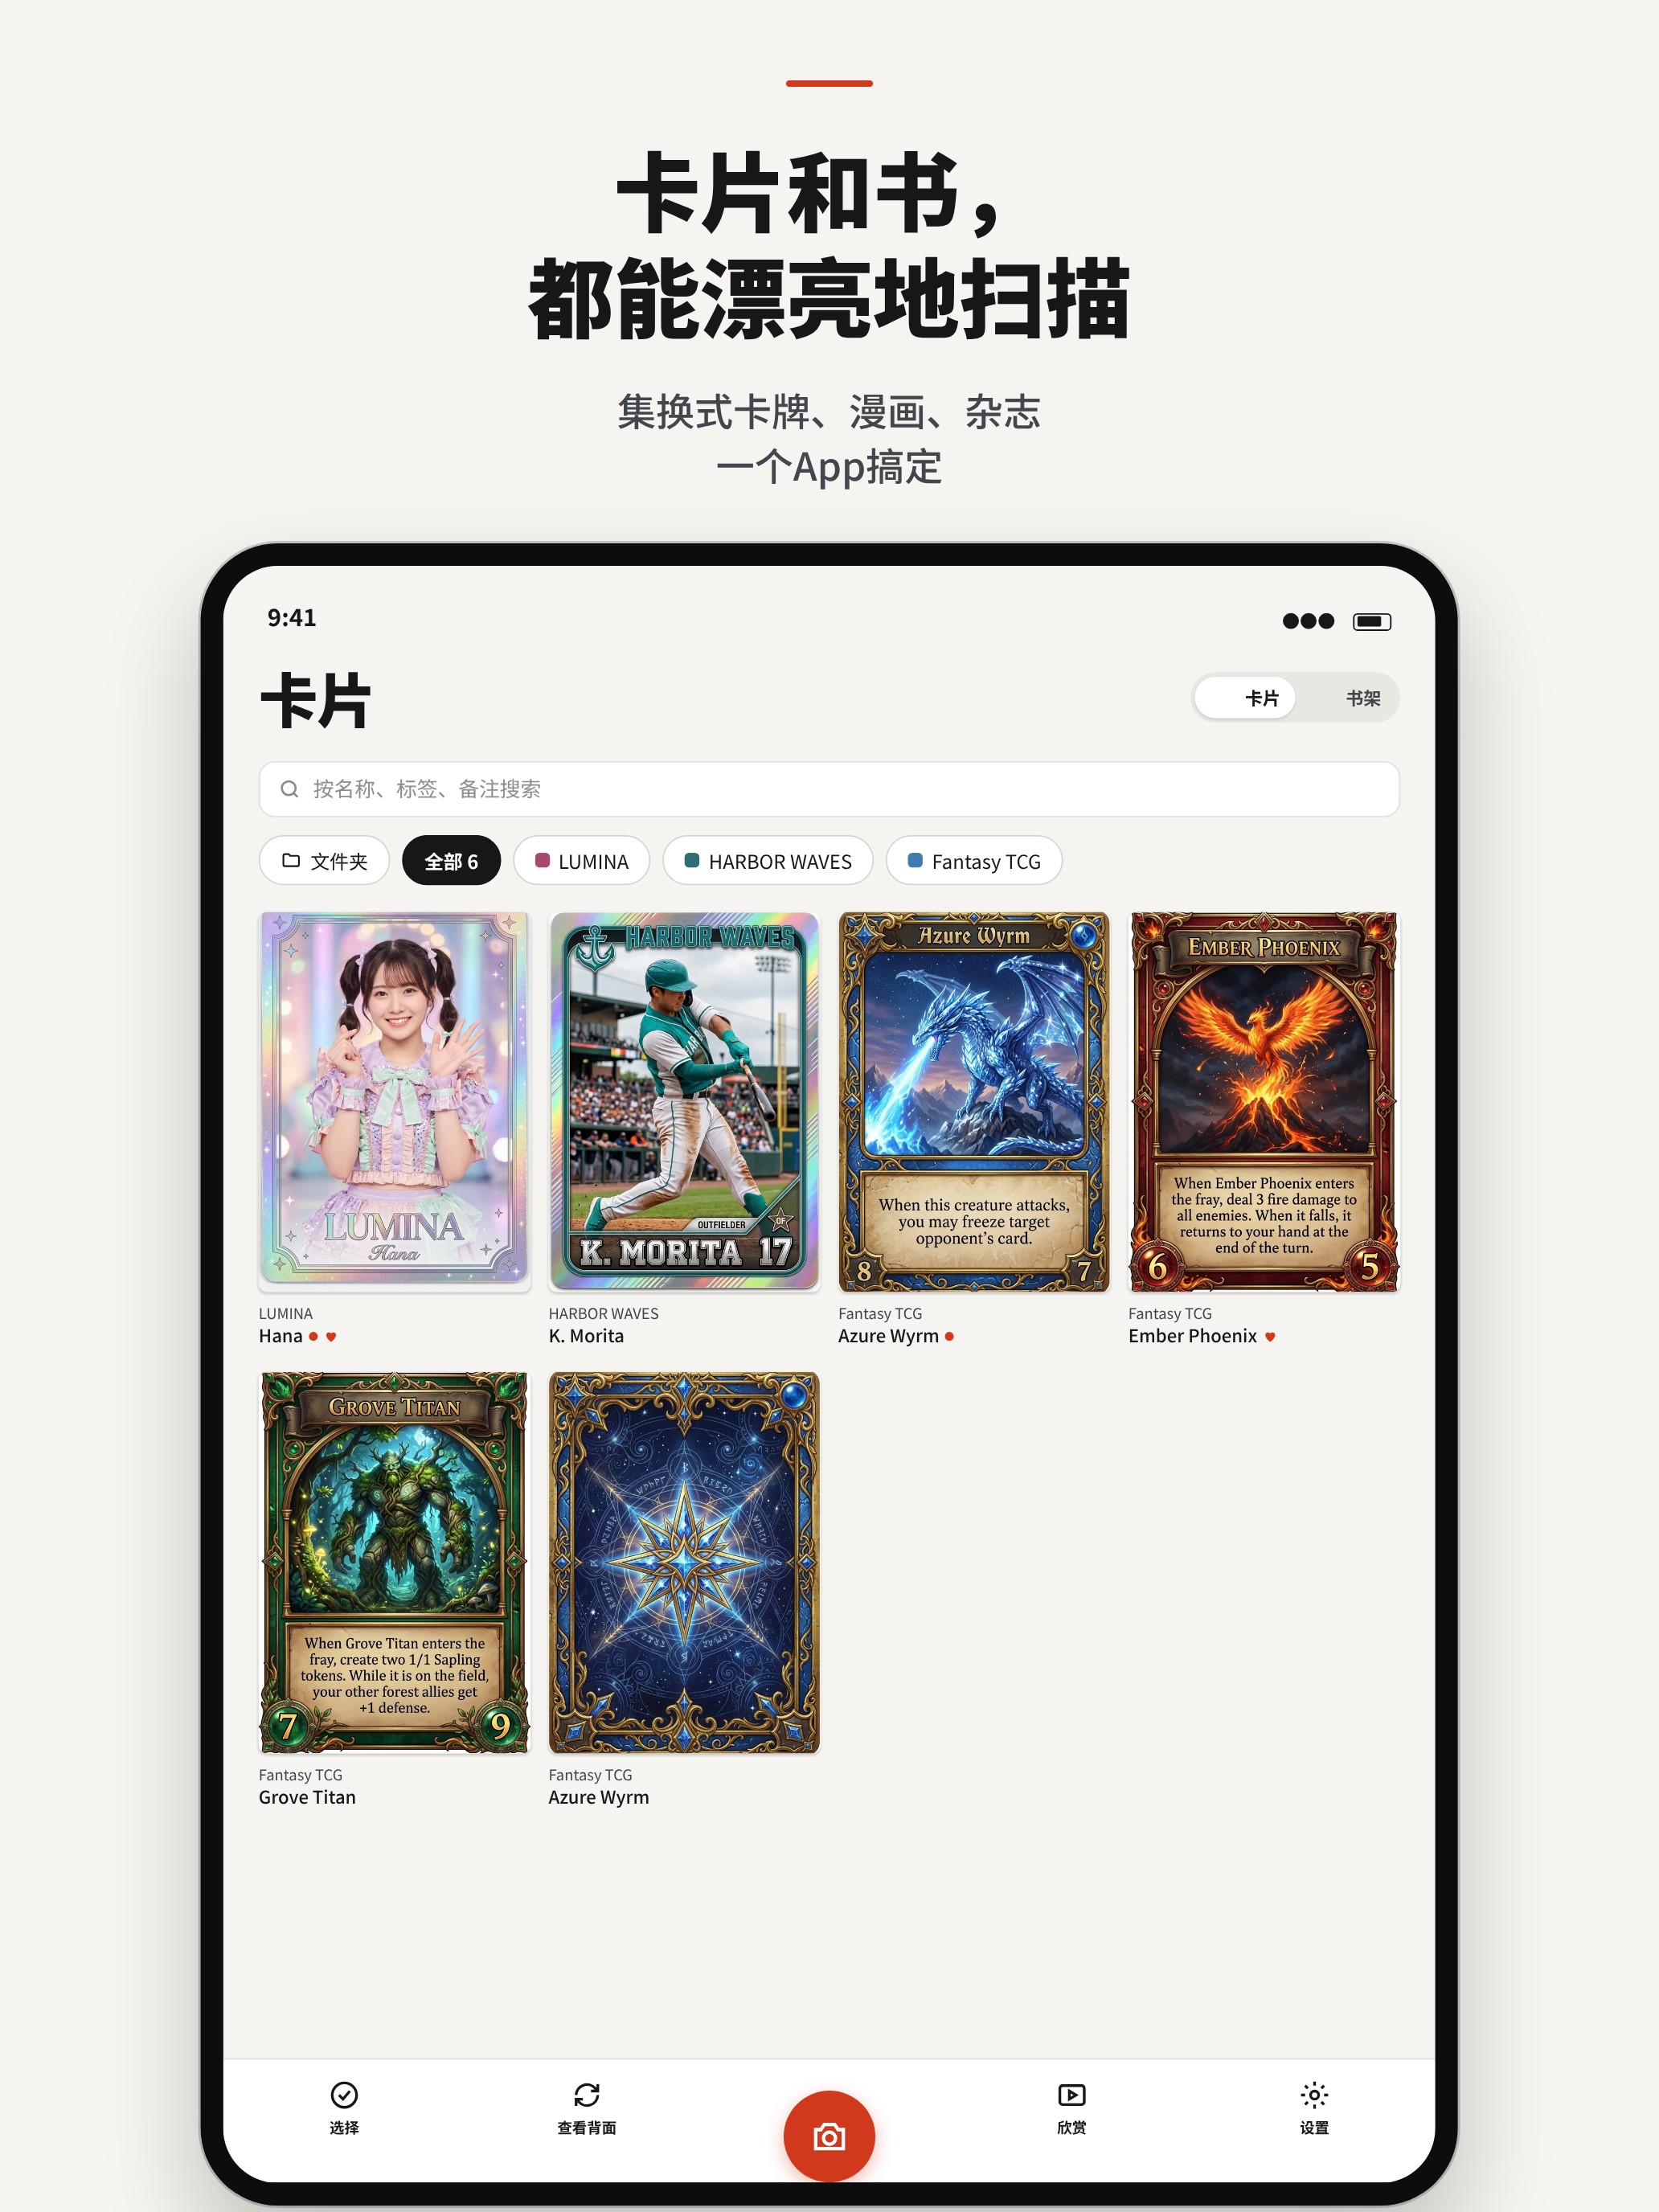 卡片和书，
都能漂亮地扫描
集换式卡牌、漫画、杂志
一个App搞定
9:41
卡片
卡片 书架
按名称、标签、备注搜索
文件夹 全部 6 LUMINA HARBOR WAVES Fantasy TCG
LUMINA
Hana
HARBOR WAVES
OUTFIELDER
OF
K. MORITA 17
Azure Wyrm
When this creature attacks,
you may freeze target
opponent's card.
8 7
EMBER PHOENIX
When Ember Phoenix enters
the fray, deal 3 fire damage to
all enemies. When it falls, it
returns to your hand at the
end of the turn.
6 5
LUMINA
Hana
HARBOR WAVES
K. Morita
Fantasy TCG
Azure Wyrm
Fantasy TCG
Ember Phoenix
GROVE TITAN
When Grove Titan enters the
fray, create two 1/1 Sapling
tokens. While it is on the field,
your other forest allies get
+1 defense.
7 9
Fantasy TCG
Grove Titan
Fantasy TCG
Azure Wyrm
选择 查看背面 欣赏 设置